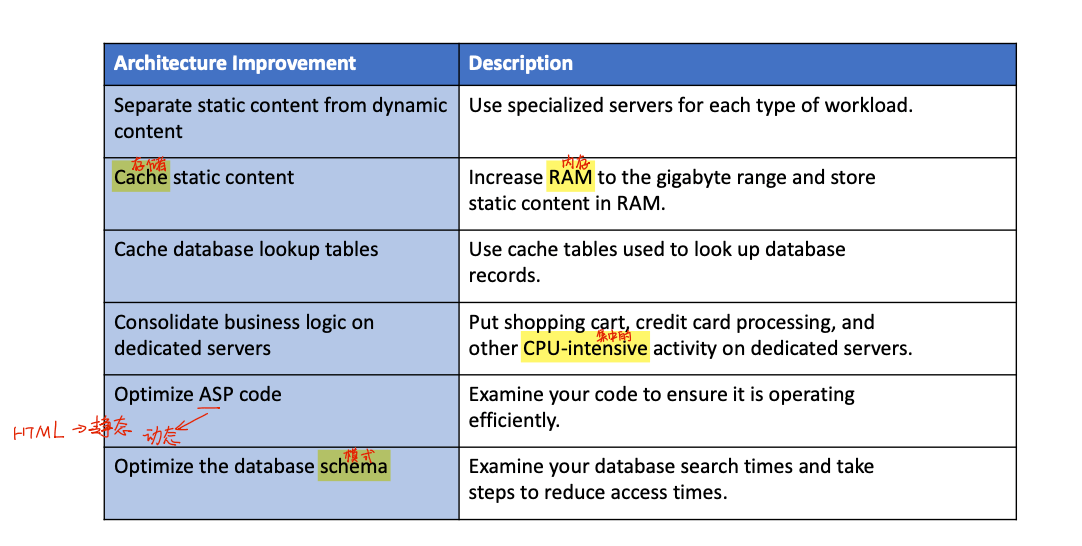 Architecture Improvement
Description
Separate static content from dynamic
content
Use specialized servers for each type of workload.
存储
Cache static content
内存
Increase RAM to the gigabyte range and store
static content in RAM.
Cache database lookup tables
Use cache tables used to look up database
records.
Consolidate business logic on
dedicated servers
Put shopping cart, credit card processing, and
集中的
other CPU-intensive activity on dedicated servers.
Optimize ASP code
HTML → 静态 动态
Examine your code to ensure it is operating
efficiently.
模式
Optimize the database schema
Examine your database search times and take
steps to reduce access times.